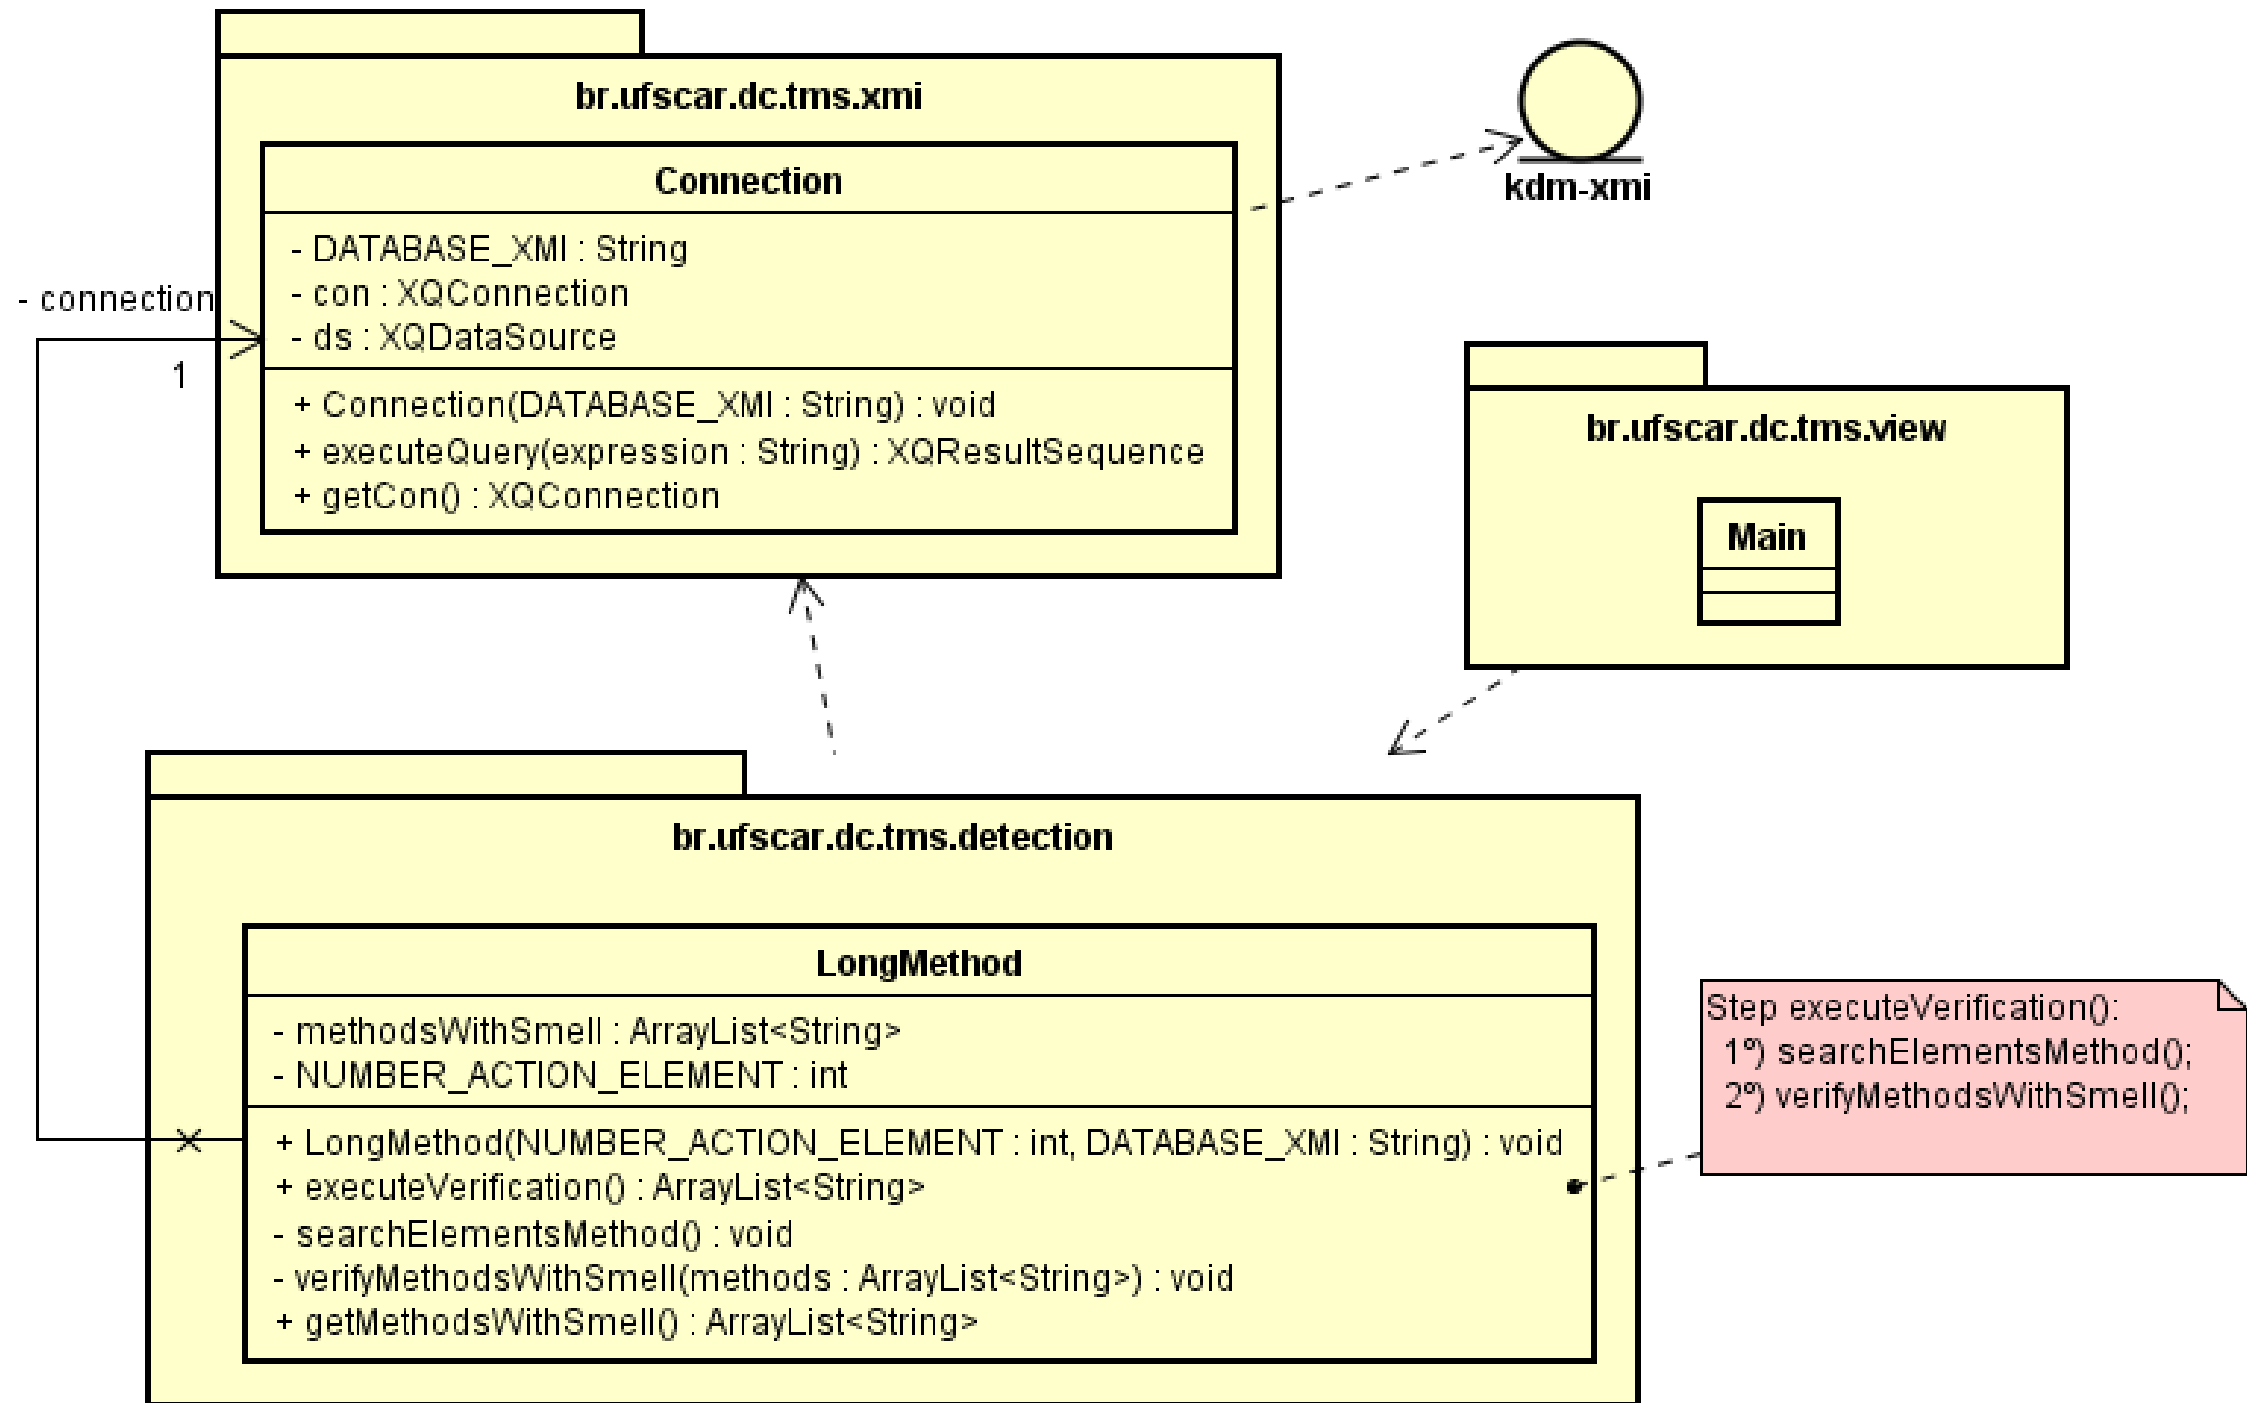 br.ufscar.dc.tms.xmi
Connection
- DATABASE_XMI : String
- con : XQConnection
- ds : XQDataSource
+ Connection(DATABASE_XMI : String) : void
+ executeQuery(expression : String) : XQResultSequence
+ getCon() : XQConnection
kdm-xmi
- connection
1
br.ufscar.dc.tms.view
Main
br.ufscar.dc.tms.detection
LongMethod
- methodsWithSmell : ArrayList<String>
- NUMBER_ACTION_ELEMENT : int
+ LongMethod(NUMBER_ACTION_ELEMENT : int, DATABASE_XMI : String) : void
+ executeVerification() : ArrayList<String>
- searchElementsMethod() : void
- verifyMethodsWithSmell(methods : ArrayList<String>) : void
+ getMethodsWithSmell() : ArrayList<String>
Step executeVerification():
1º) searchElementsMethod();
2º) verifyMethodsWithSmell();